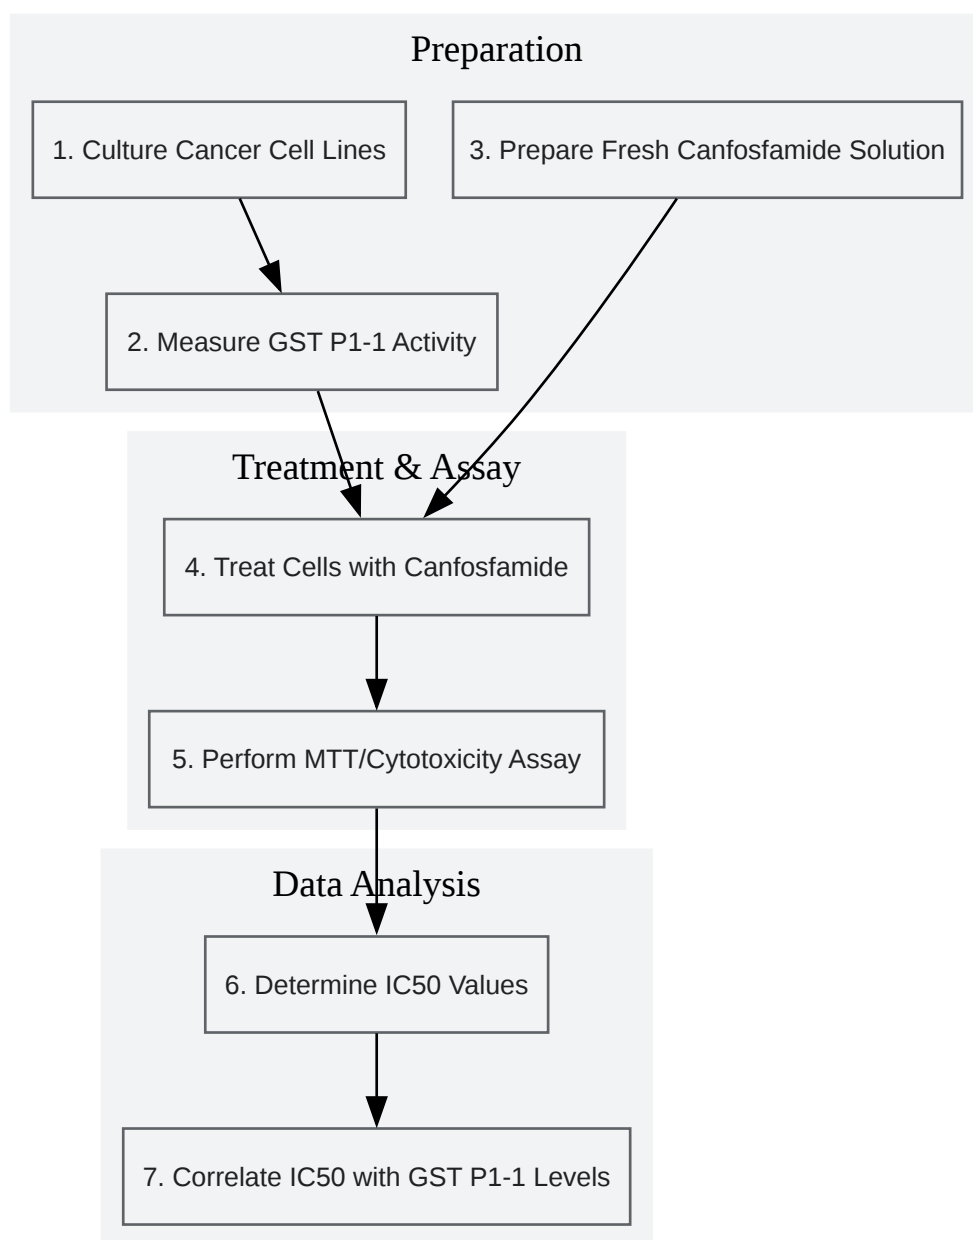 Preparation
1. Culture Cancer Cell Lines
3. Prepare Fresh Canfosfamide Solution
2. Measure GST P1-1 Activity
Treatment & Assay
4. Treat Cells with Canfosfamide
5. Perform MTT/Cytotoxicity Assay
Data Analysis
6. Determine IC50 Values
7. Correlate IC50 with GST P1-1 Levels